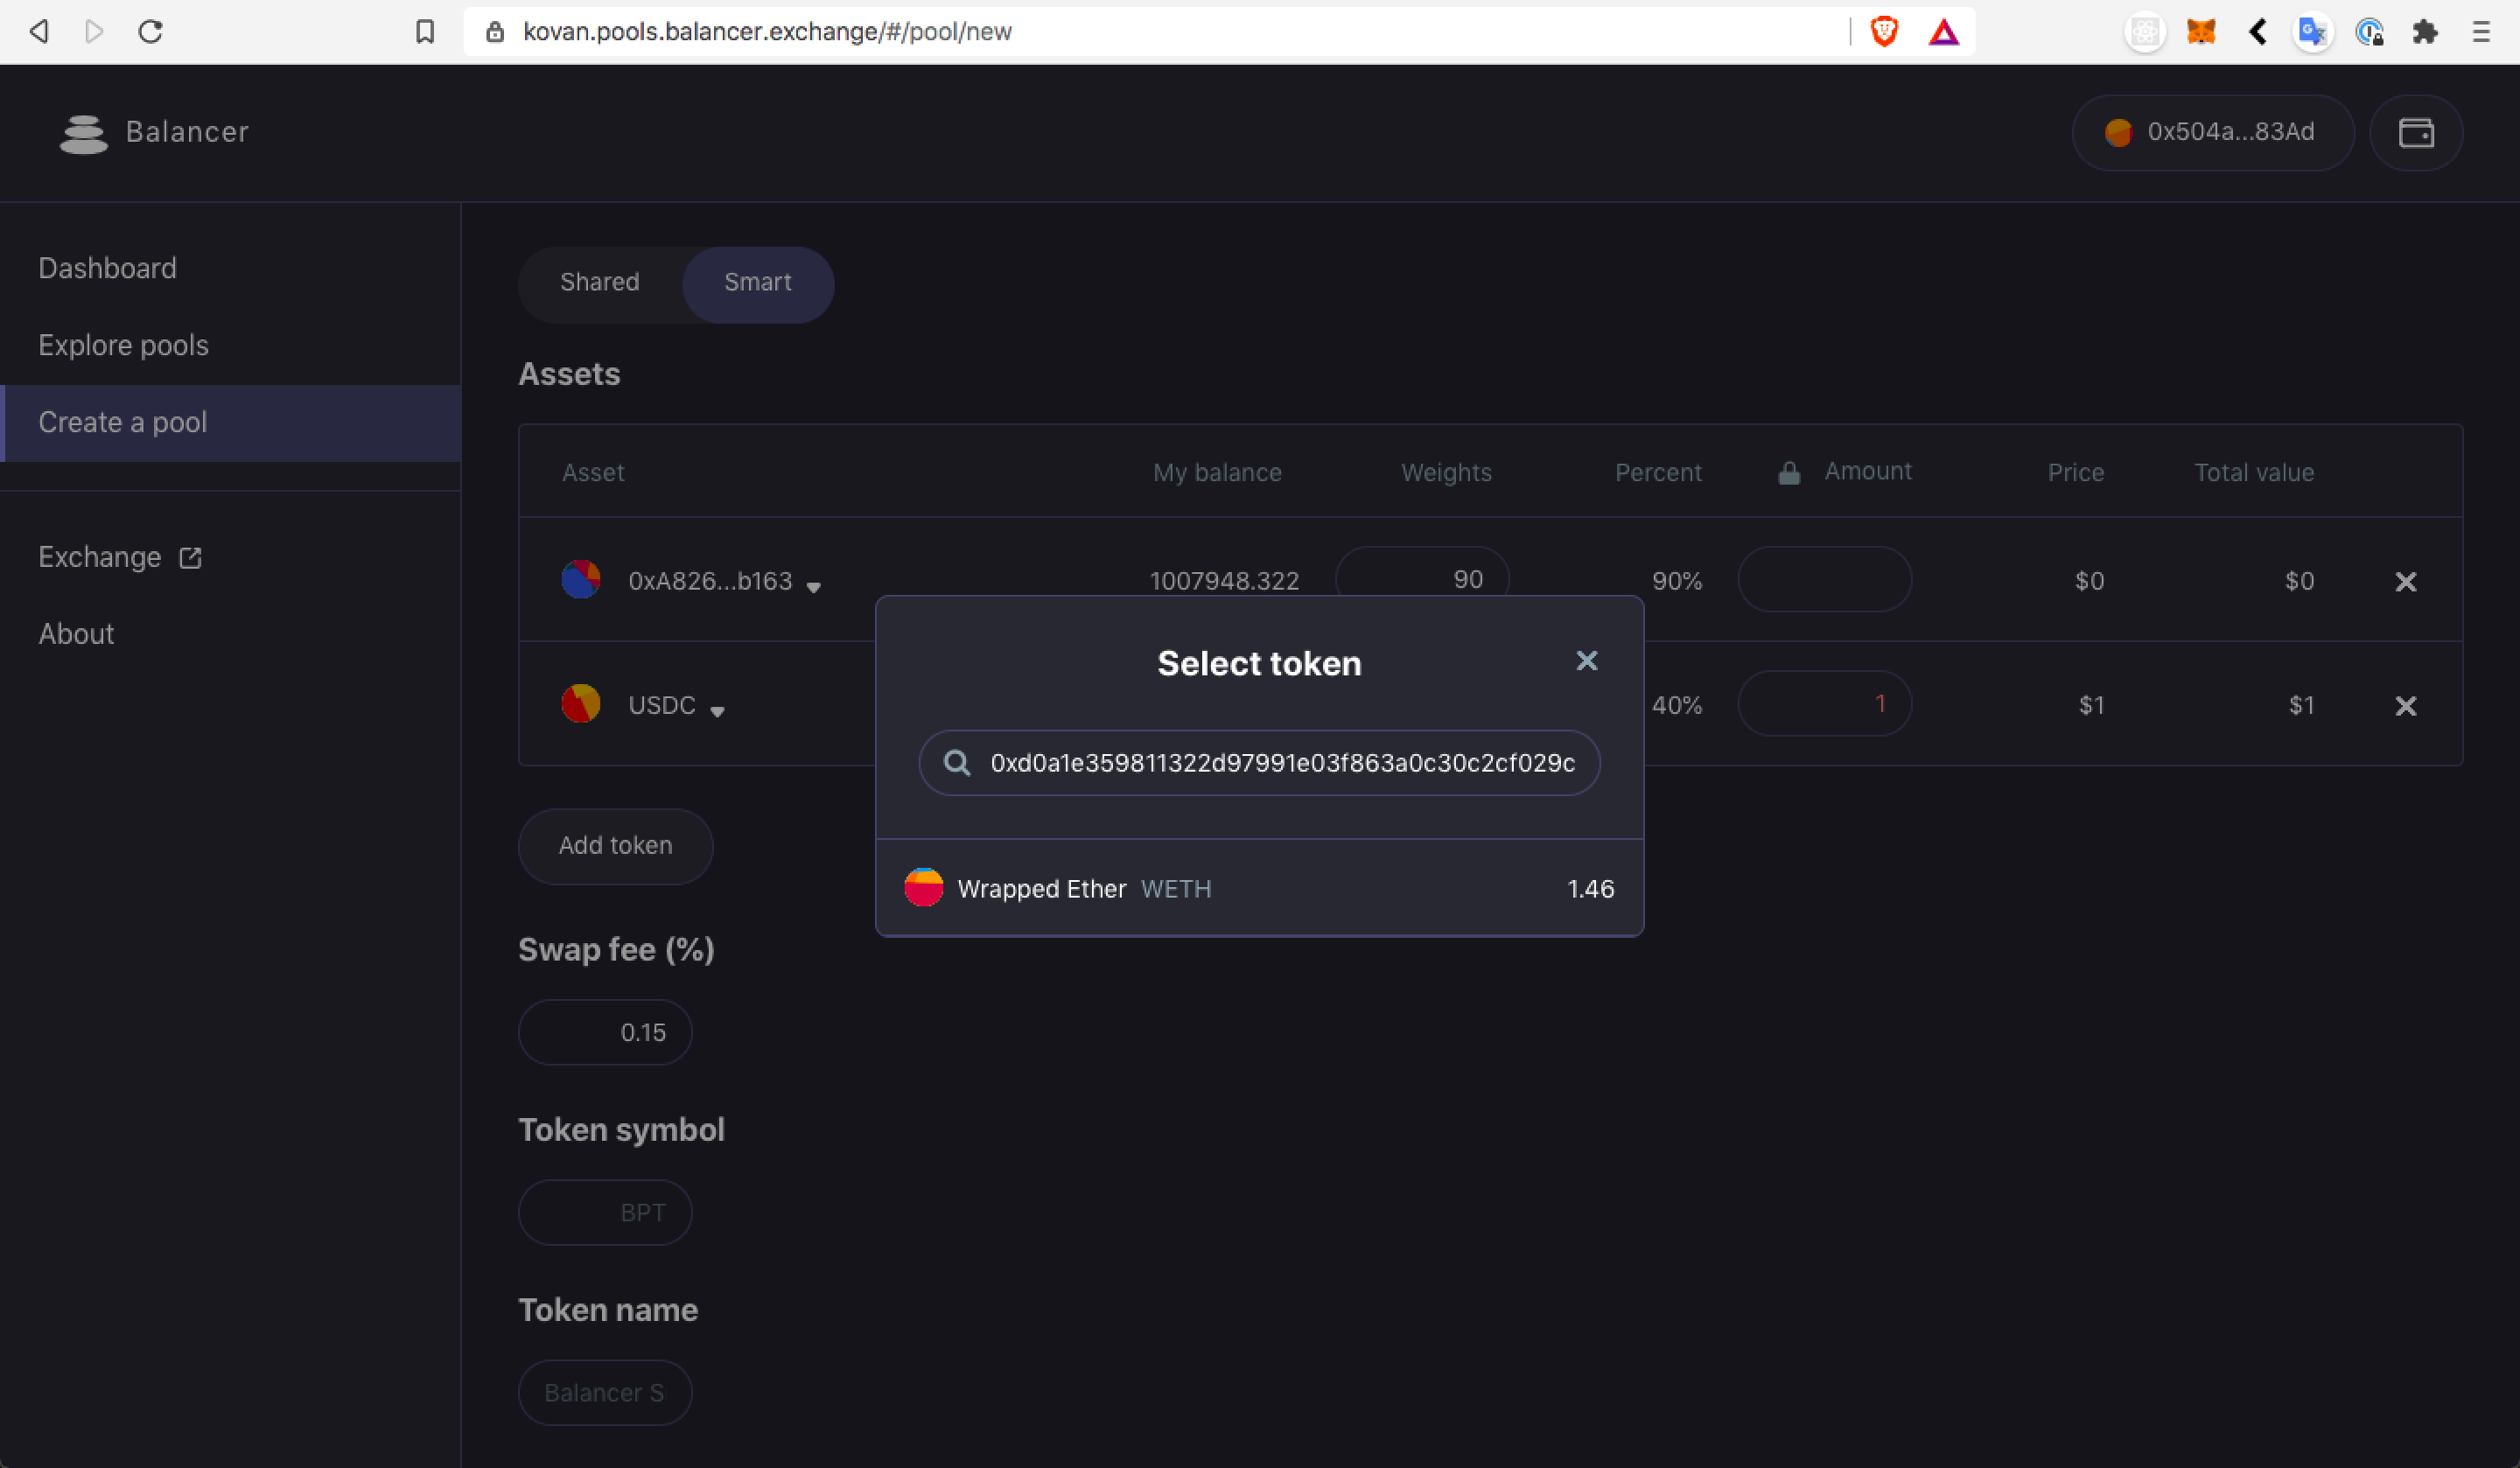 kovan.pools.balancer.exchange/#/pool/new
Balancer
0x504a...83Ad
Dashboard
Explore pools
Create a pool
Exchange
About
Shared
Smart
Assets
Asset My balance Weights Percent Amount Price Total value
0xA826...b163 1007948.322 90 90% $0 $0
USDC 40% 1 $1 $1
Select token
0xd0a1e359811322d97991e03f863a0c30c2cf029c
Wrapped Ether WETH 1.46
Add token
Swap fee (%)
0.15
Token symbol
BPT
Token name
Balancer S